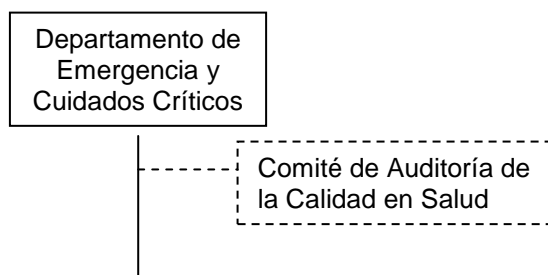 Departamento de
Emergencia y
Cuidados Críticos
Comité de Auditoría de
la Calidad en Salud